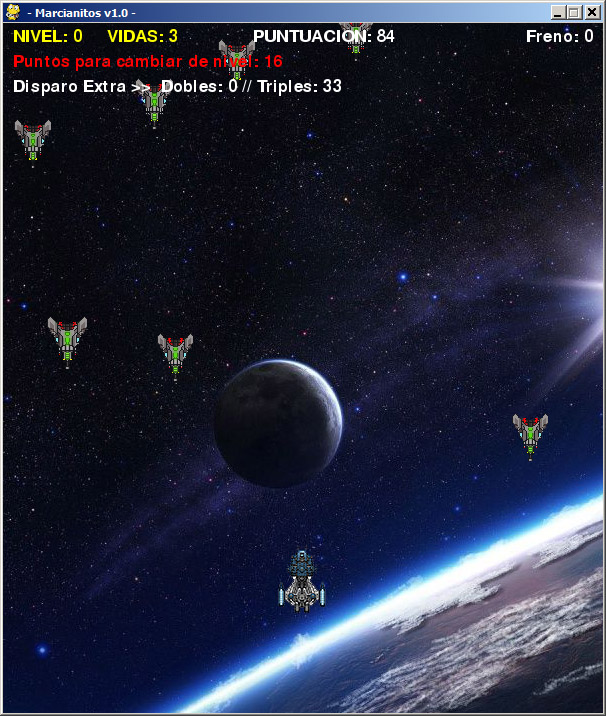 - Marcianitos v1.0 -
NIVEL: 0 VIDAS: 3 PUNTUACION: 84 Freno: 0
Puntos para cambiar de nivel: 16
Disparo Extra >> Dobles: 0 // Triples: 33